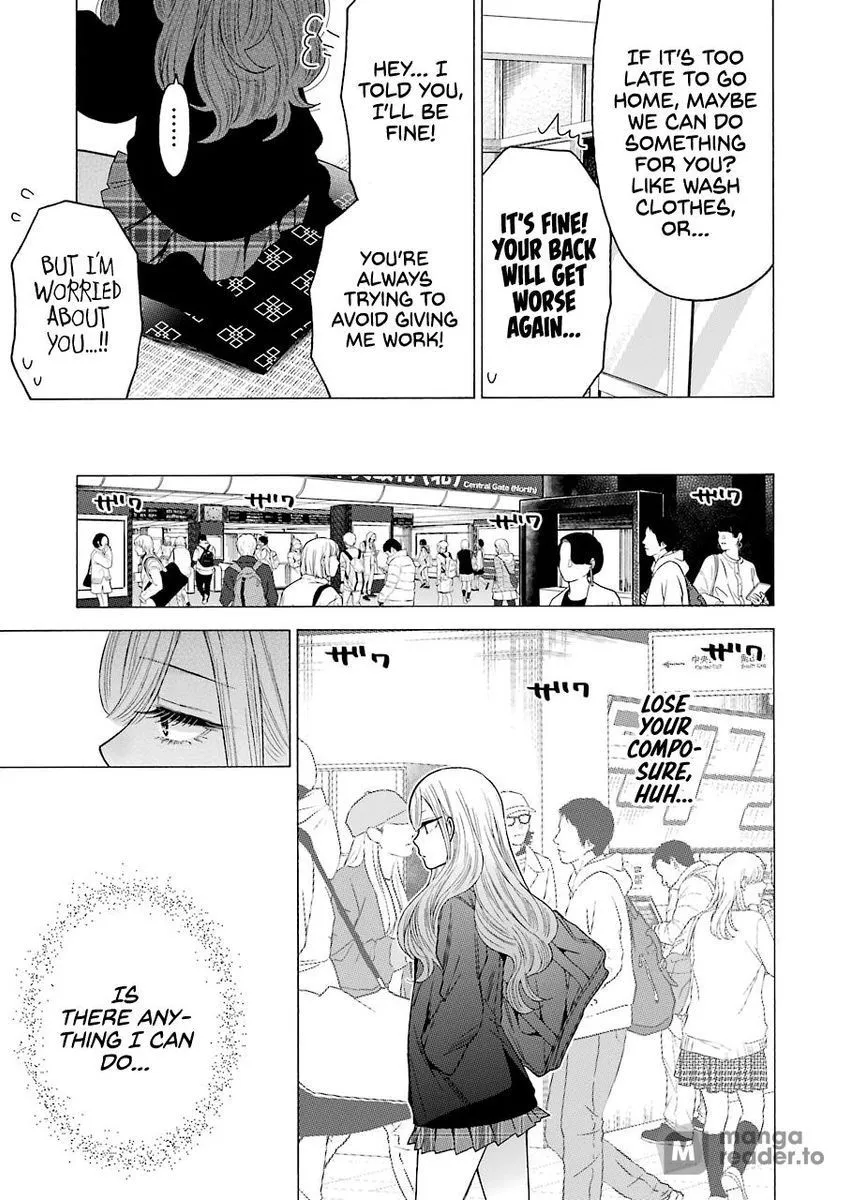 IF IT'S TOO
LATE TO GO
HOME, MAYBE
WE CAN DO
SOMETHING
FOR YOU?
LIKE WASH
CLOTHES,
OR...
IT'S FINE!
YOUR BACK
WILL GET
WORSE
AGAIN...
HEY... I
TOLD YOU,
I'LL BE
FINE!
YOU'RE
ALWAYS
TRYING TO
AVOID GIVING
ME WORK!
......
BUT I'M
WORRIED
ABOUT
YOU...!!
Central Gate (North)
ザワ
ザワ
ザワ
ザワ
ザワ
ザワ
ザワ
ザワ
LOSE
YOUR
COMPO-
SURE,
HUH...
IS
THERE ANY-
THING I CAN
DO...
M manga
reader.to